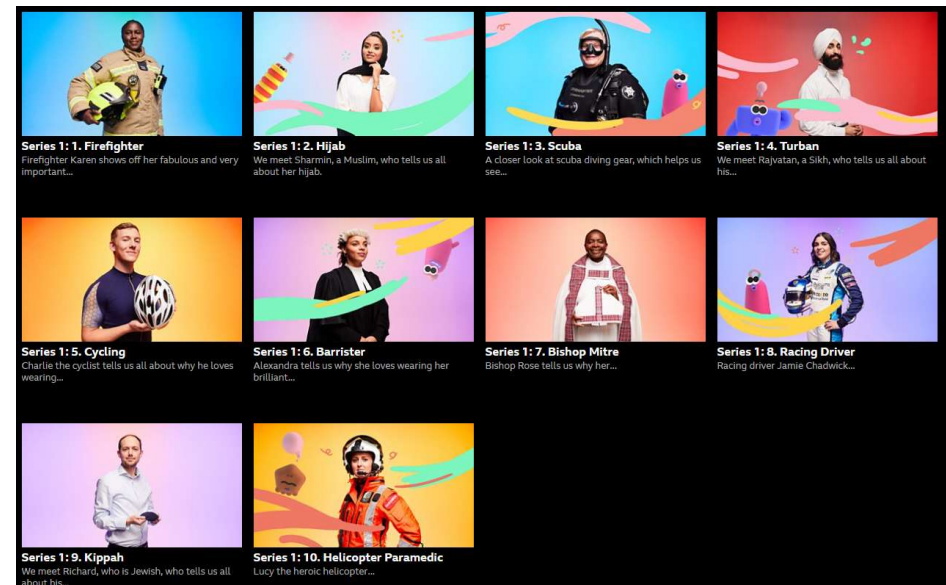 Series 1: 1. Firefighter
Firefighter Karen shows off her fabulous and very
important...
Series 1: 2. Hijab
We meet Sharmin, a Muslim, who tells us all
about her hijab.
Series 1: 3. Scuba
A closer look at scuba diving gear, which helps us
see...
Series 1: 4. Turban
We meet Rajvatan, a Sikh, who tells us all about
his...
Series 1: 5. Cycling
Charlie the cyclist tells us all about why he loves
wearing...
Series 1: 6. Barrister
Alexandra tells us why she loves wearing her
brilliant...
Series 1: 7. Bishop Mitre
Bishop Rose tells us why her...
Series 1: 8. Racing Driver
Racing driver Jamie Chadwick...
Series 1: 9. Kippah
We meet Richard, who is Jewish, who tells us all
about his...
Series 1: 10. Helicopter Paramedic
Lucy the heroic helicopter...